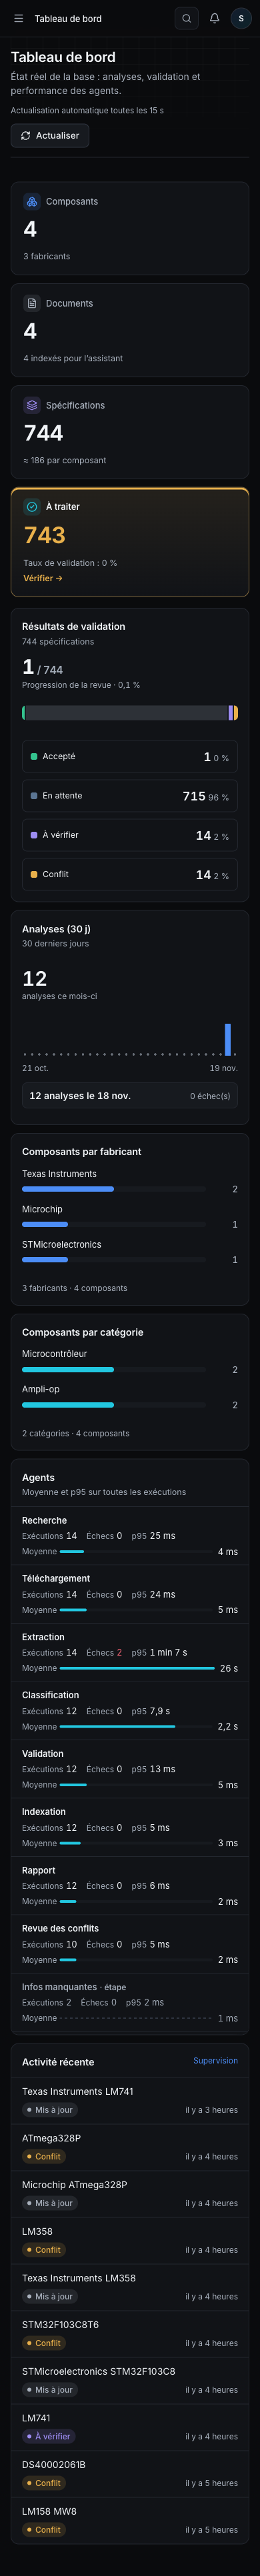 Tableau de bord
S
Tableau de bord
État réel de la base : analyses, validation et
performance des agents.
Actualisation automatique toutes les 15 s
Actualiser
Composants
4
3 fabricants
Documents
4
4 indexés pour l'assistant
Spécifications
744
≈ 186 par composant
À traiter
743
Taux de validation : 0 %
Vérifier →
Résultats de validation
744 spécifications
1 / 744
Progression de la revue · 0,1 %
Accepté 1 0 %
En attente 715 96 %
À vérifier 14 2 %
Conflit 14 2 %
Analyses (30 j)
30 derniers jours
12
analyses ce mois-ci
21 oct. 19 nov.
12 analyses le 18 nov. 0 échec(s)
Composants par fabricant
Texas Instruments
2
Microchip
1
STMicroelectronics
1
3 fabricants · 4 composants
Composants par catégorie
Microcontrôleur
2
Ampli-op
2
2 catégories · 4 composants
Agents
Moyenne et p95 sur toutes les exécutions
Recherche
Exécutions 14 Échecs 0 p95 25 ms
Moyenne 4 ms
Téléchargement
Exécutions 14 Échecs 0 p95 24 ms
Moyenne 5 ms
Extraction
Exécutions 14 Échecs 2 p95 1 min 7 s
Moyenne 26 s
Classification
Exécutions 12 Échecs 0 p95 7,9 s
Moyenne 2,2 s
Validation
Exécutions 12 Échecs 0 p95 13 ms
Moyenne 5 ms
Indexation
Exécutions 12 Échecs 0 p95 5 ms
Moyenne 3 ms
Rapport
Exécutions 12 Échecs 0 p95 6 ms
Moyenne 2 ms
Revue des conflits
Exécutions 10 Échecs 0 p95 5 ms
Moyenne 2 ms
Infos manquantes · étape
Exécutions 2 Échecs 0 p95 2 ms
Moyenne 1 ms
Activité récente Supervision
Texas Instruments LM741
Mis à jour il y a 3 heures
ATmega328P
Conflit il y a 4 heures
Microchip ATmega328P
Mis à jour il y a 4 heures
LM358
Conflit il y a 4 heures
Texas Instruments LM358
Mis à jour il y a 4 heures
STM32F103C8T6
Conflit il y a 4 heures
STMicroelectronics STM32F103C8
Mis à jour il y a 4 heures
LM741
À vérifier il y a 4 heures
DS40002061B
Conflit il y a 5 heures
LM158 MW8
Conflit il y a 5 heures